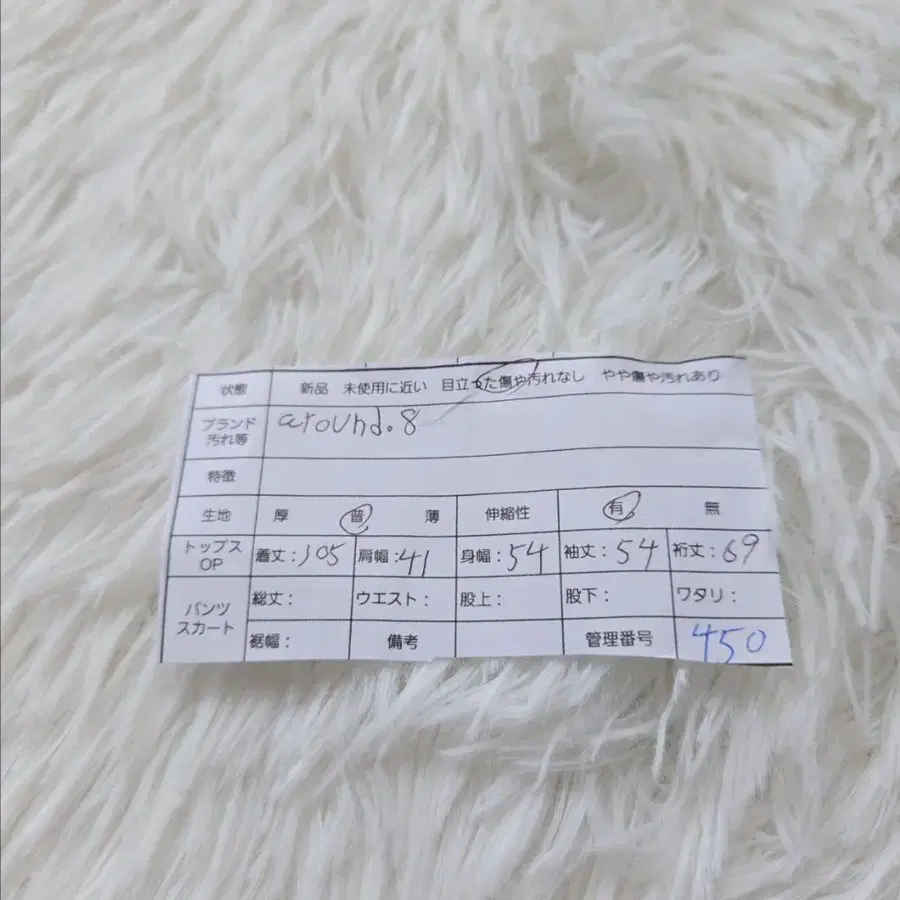 状態 新品 未使用に近い 目立った傷や汚れなし やや傷や汚れあり
ブランド around.8
汚れ等
特徴
生地 厚 普 薄 伸縮性 有 無
トップス OP 着丈:105 肩幅:41 身幅:54 袖丈:54 裄丈:69
パンツ スカート 総丈: ウエスト: 股上: 股下: ワタリ:
裾幅: 備考 管理番号 450